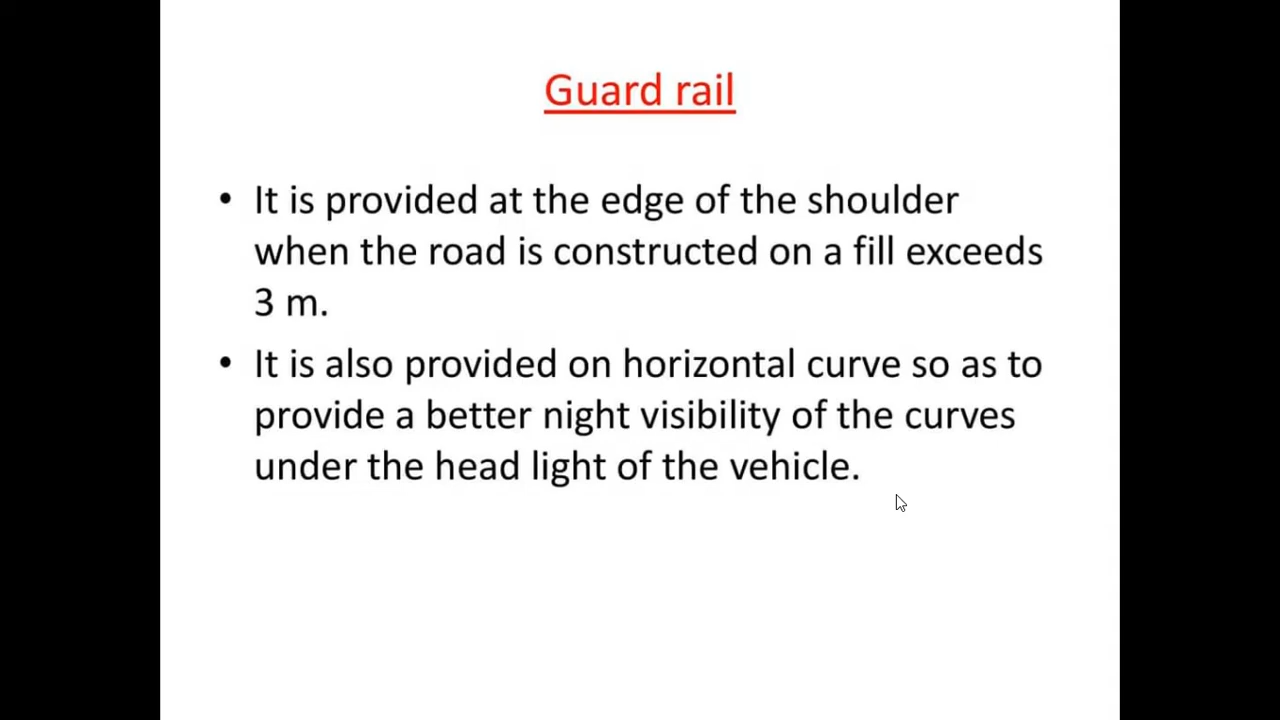 Guard rail
• It is provided at the edge of the shoulder
when the road is constructed on a fill exceeds
3 m.
• It is also provided on horizontal curve so as to
provide a better night visibility of the curves
under the head light of the vehicle.